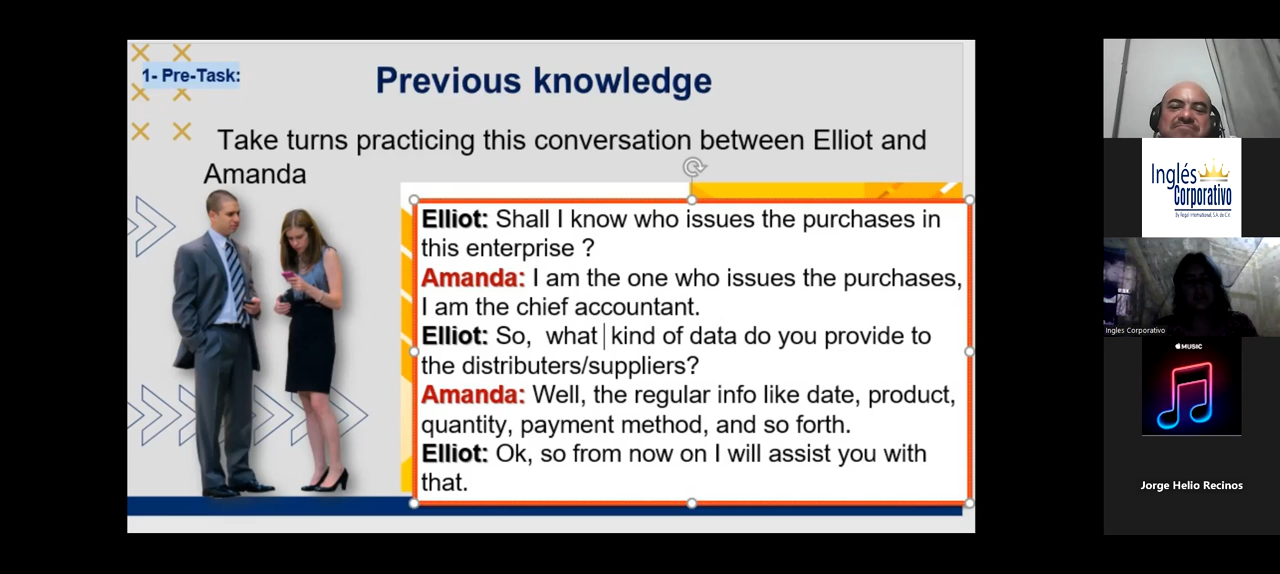 1- Pre-Task:
Previous knowledge
Take turns practicing this conversation between Elliot and
Amanda
Elliot: Shall I know who issues the purchases in
this enterprise ?
Amanda: I am the one who issues the purchases,
I am the chief accountant.
Elliot: So, what kind of data do you provide to
the distributers/suppliers?
Amanda: Well, the regular info like date, product,
quantity, payment method, and so forth.
Elliot: Ok, so from now on I will assist you with
that.
Inglés
Corporativo
By Regal International, S.A. de C.V.
Ingles Corporativo
MUSIC
Jorge Helio Recinos